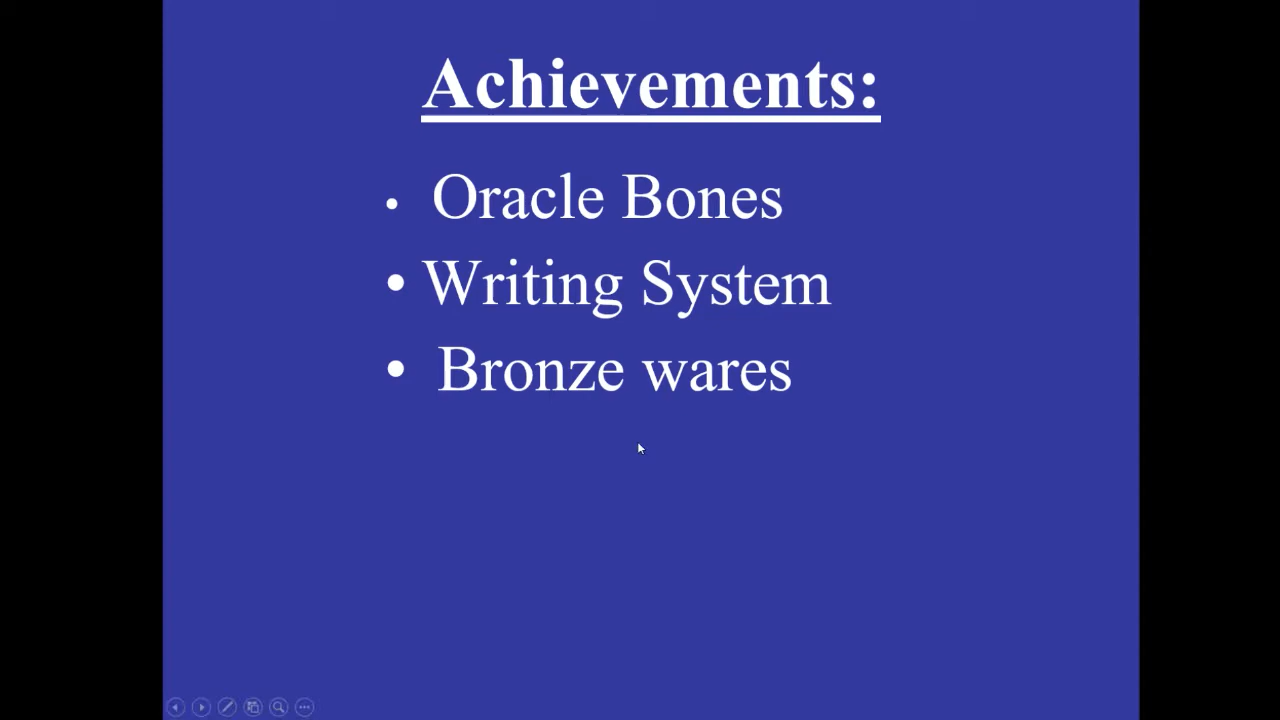 Achievements:
• Oracle Bones
• Writing System
• Bronze wares